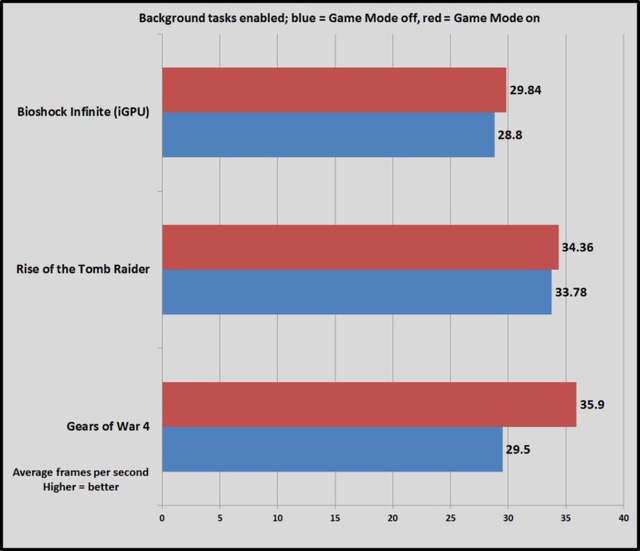 Background tasks enabled; blue = Game Mode off, red = Game Mode on
Bioshock Infinite (iGPU)
29.84
28.8
Rise of the Tomb Raider
34.36
33.78
Gears of War 4
35.9
29.5
Average frames per second
Higher = better
0 5 10 15 20 25 30 35 40